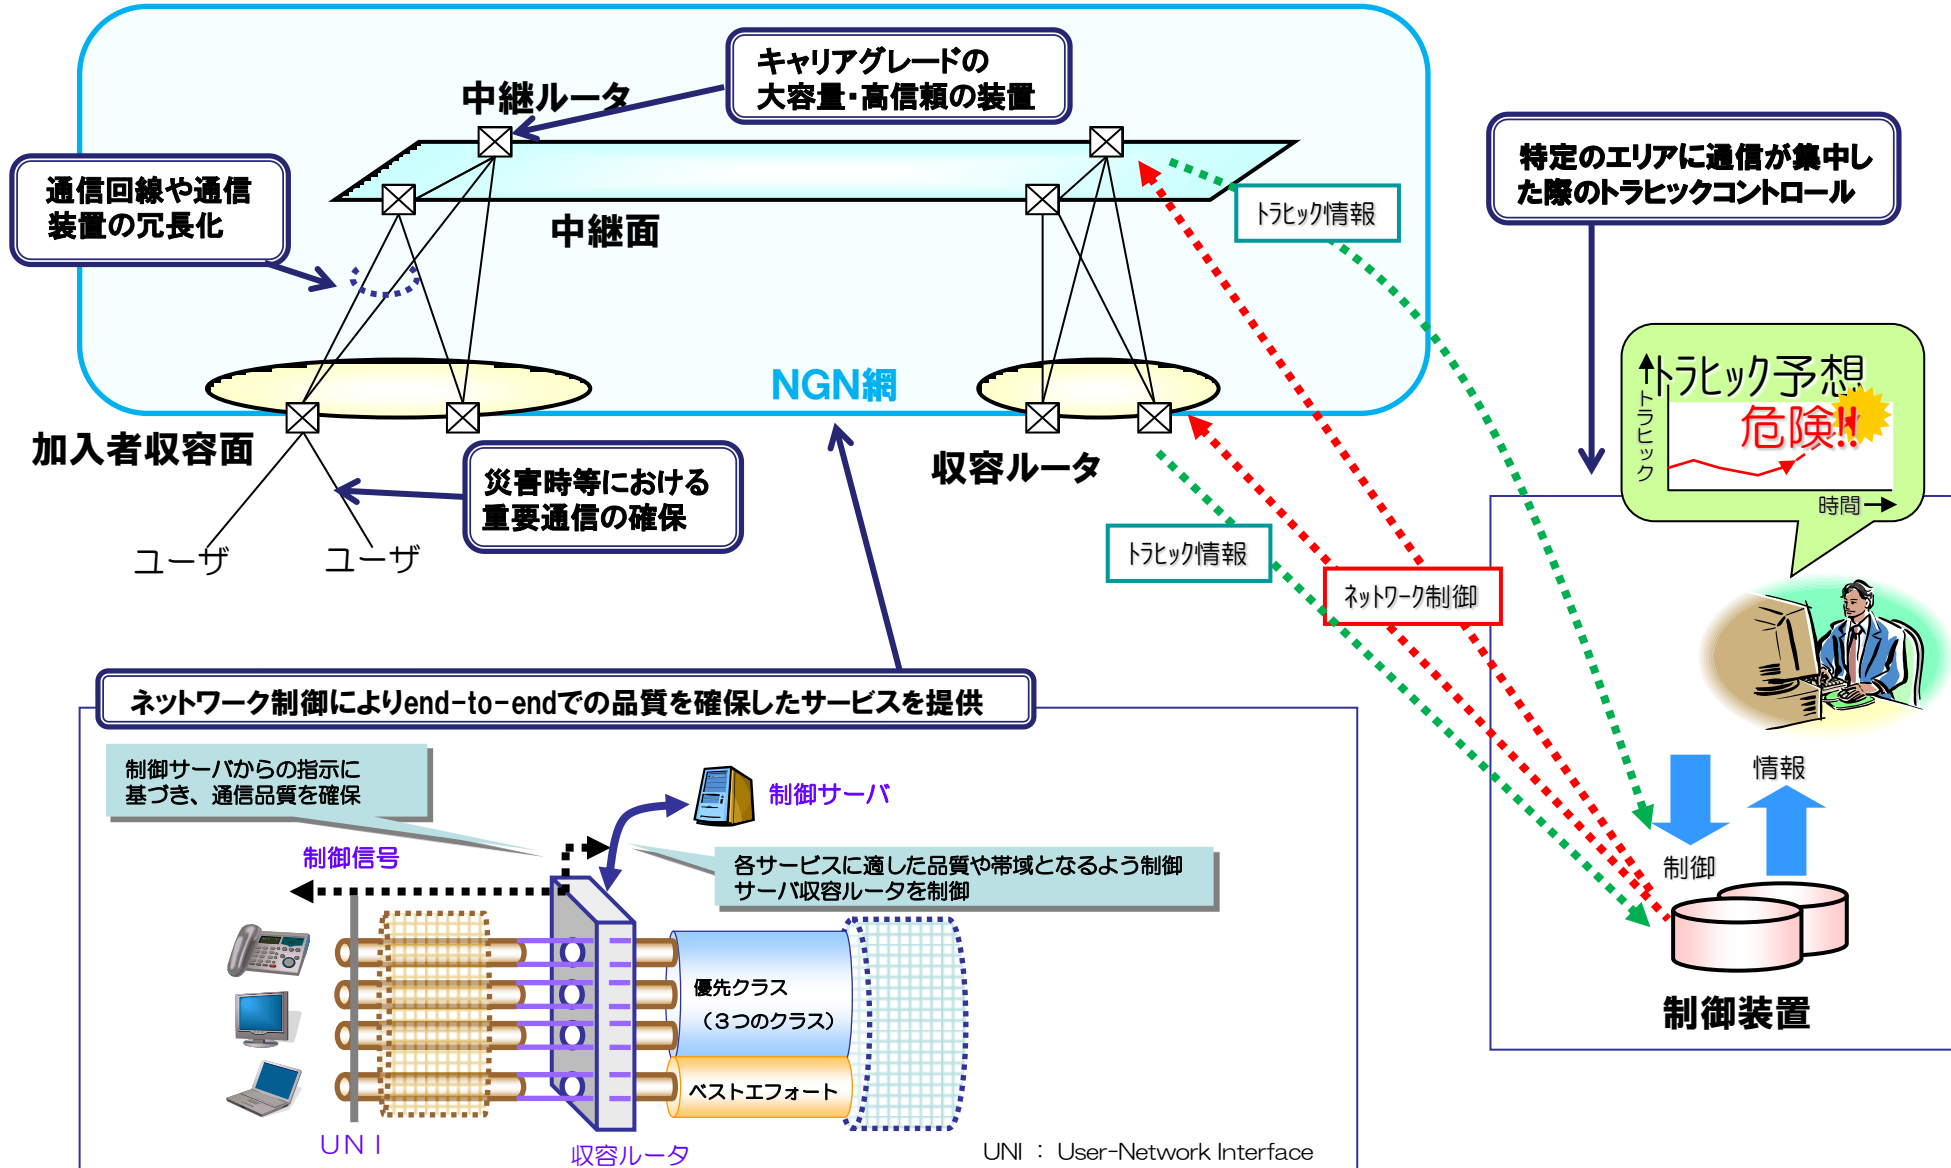 キャリアグレードの
大容量・高信頼の装置
中継ルータ
通信回線や通信
装置の冗長化
特定のエリアに通信が集中し
た際のトラヒックコントロール
トラヒック情報
中継面
NGN網
トラヒック予想
危険!!
トラヒック
時間
加入者収容面
収容ルータ
災害時等における
重要通信の確保
ユーザ
ユーザ
トラヒック情報
ネットワーク制御
ネットワーク制御によりend-to-endでの品質を確保したサービスを提供
制御サーバからの指示に
基づき、通信品質を確保
制御サーバ
情報
制御信号
各サービスに適した品質や帯域となるよう制御
サーバ収容ルータを制御
制御
優先クラス
（3つのクラス）
制御装置
ベストエフォート
UNI
収容ルータ
UNI ： User-Network Interface